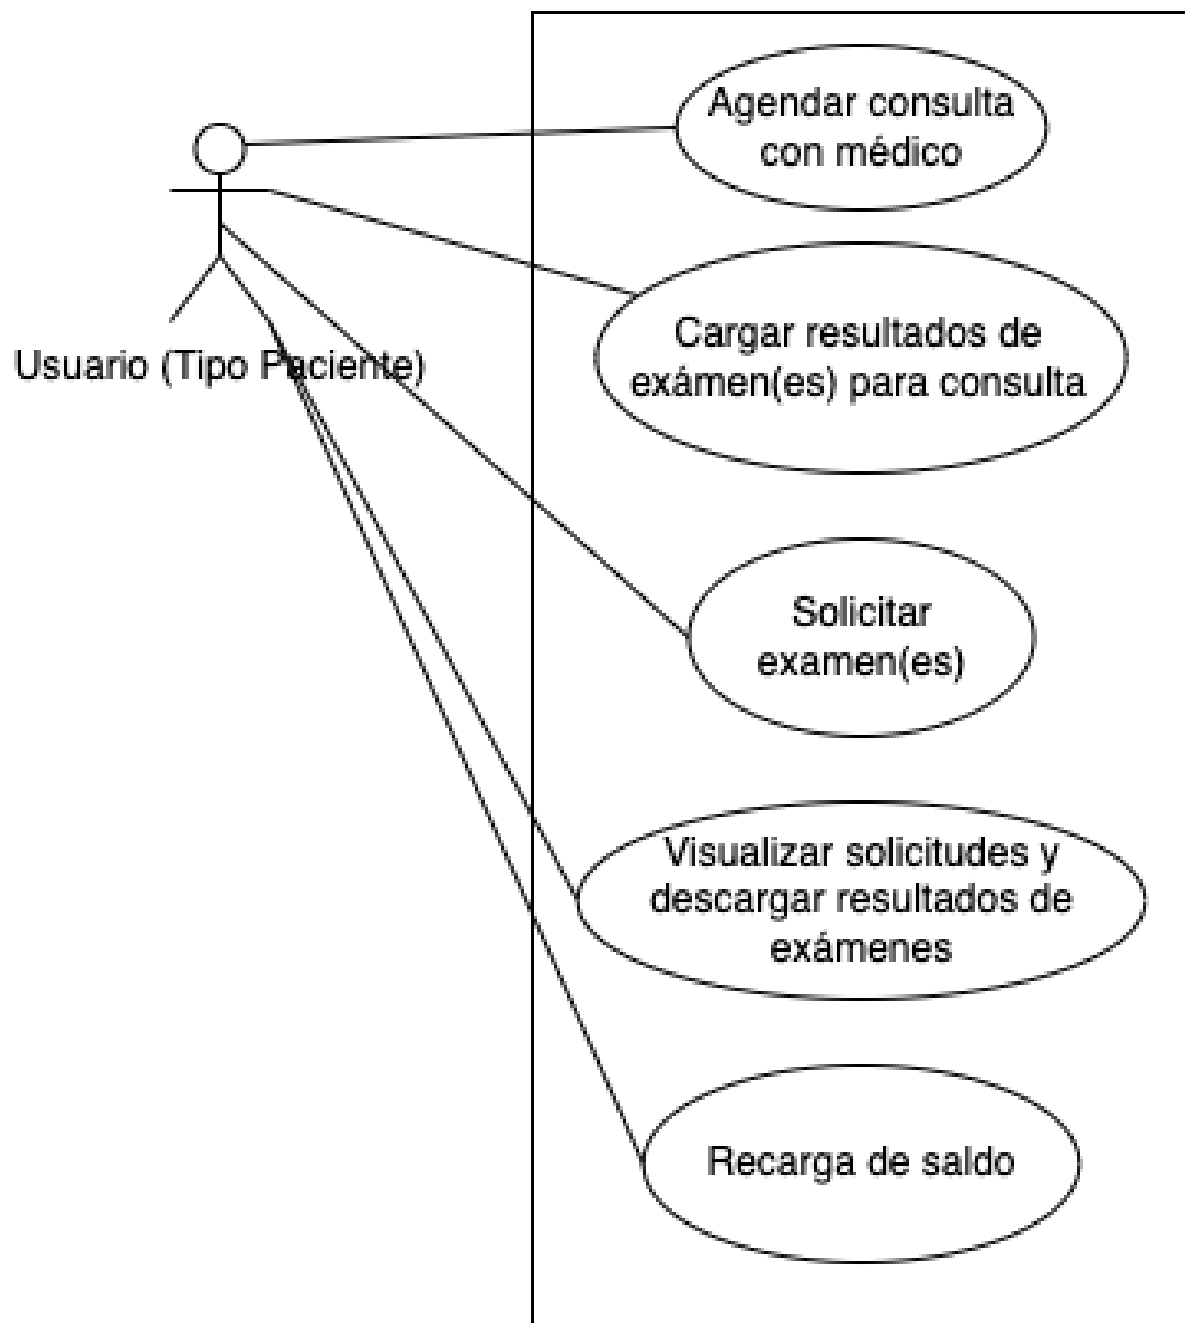 Agendar consulta
con médico
Usuario (Tipo Paciente)
Cargar resultados de
exámen(es) para consulta
Solicitar
examen(es)
Visualizar solicitudes y
descargar resultados de
exámenes
Recarga de saldo